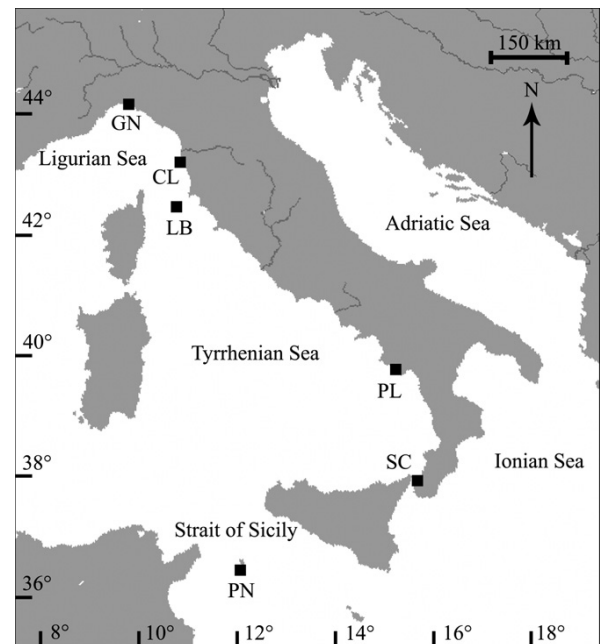 150 km
N
44°
GN
Ligurian Sea
CL
LB
42°
Adriatic Sea
40°
Tyrrhenian Sea
PL
SC
Ionian Sea
38°
Strait of Sicily
PN
36°
8° 10° 12° 14° 16° 18°